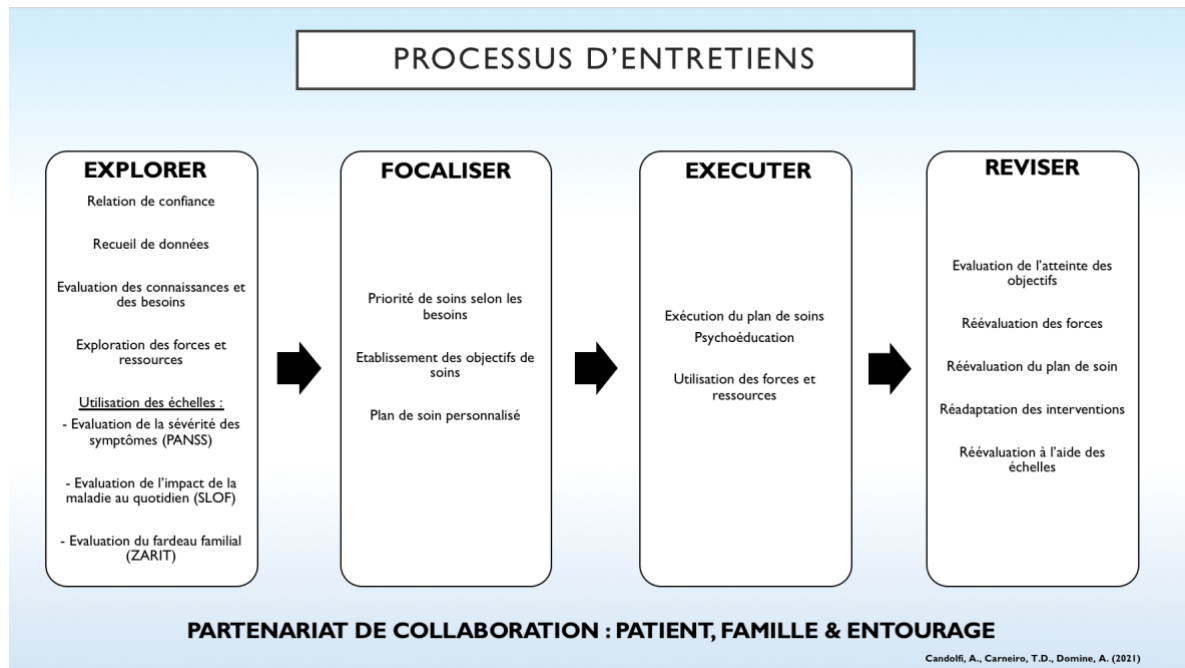 PROCESSUS D'ENTRETIENS
EXPLORER
Relation de confiance
Recueil de données
Evaluation des connaissances et
des besoins
Exploration des forces et
ressources
Utilisation des échelles :
- Evaluation de la sévérité des
symptômes (PANSS)
- Evaluation de l'impact de la
maladie au quotidien (SLOF)
- Evaluation du fardeau familial
(ZARIT)
FOCALISER
Priorité de soins selon les
besoins
Etablissement des objectifs de
soins
Plan de soin personnalisé
EXECUTER
Exécution du plan de soins
Psychoéducation
Utilisation des forces et
ressources
REVISER
Evaluation de l'atteinte des
objectifs
Réévaluation des forces
Réévaluation du plan de soin
Réadaptation des interventions
Réévaluation à l'aide des
échelles
PARTENARIAT DE COLLABORATION : PATIENT, FAMILLE & ENTOURAGE
Candolfi, A., Carneiro, T.D., Domine, A. (2021)